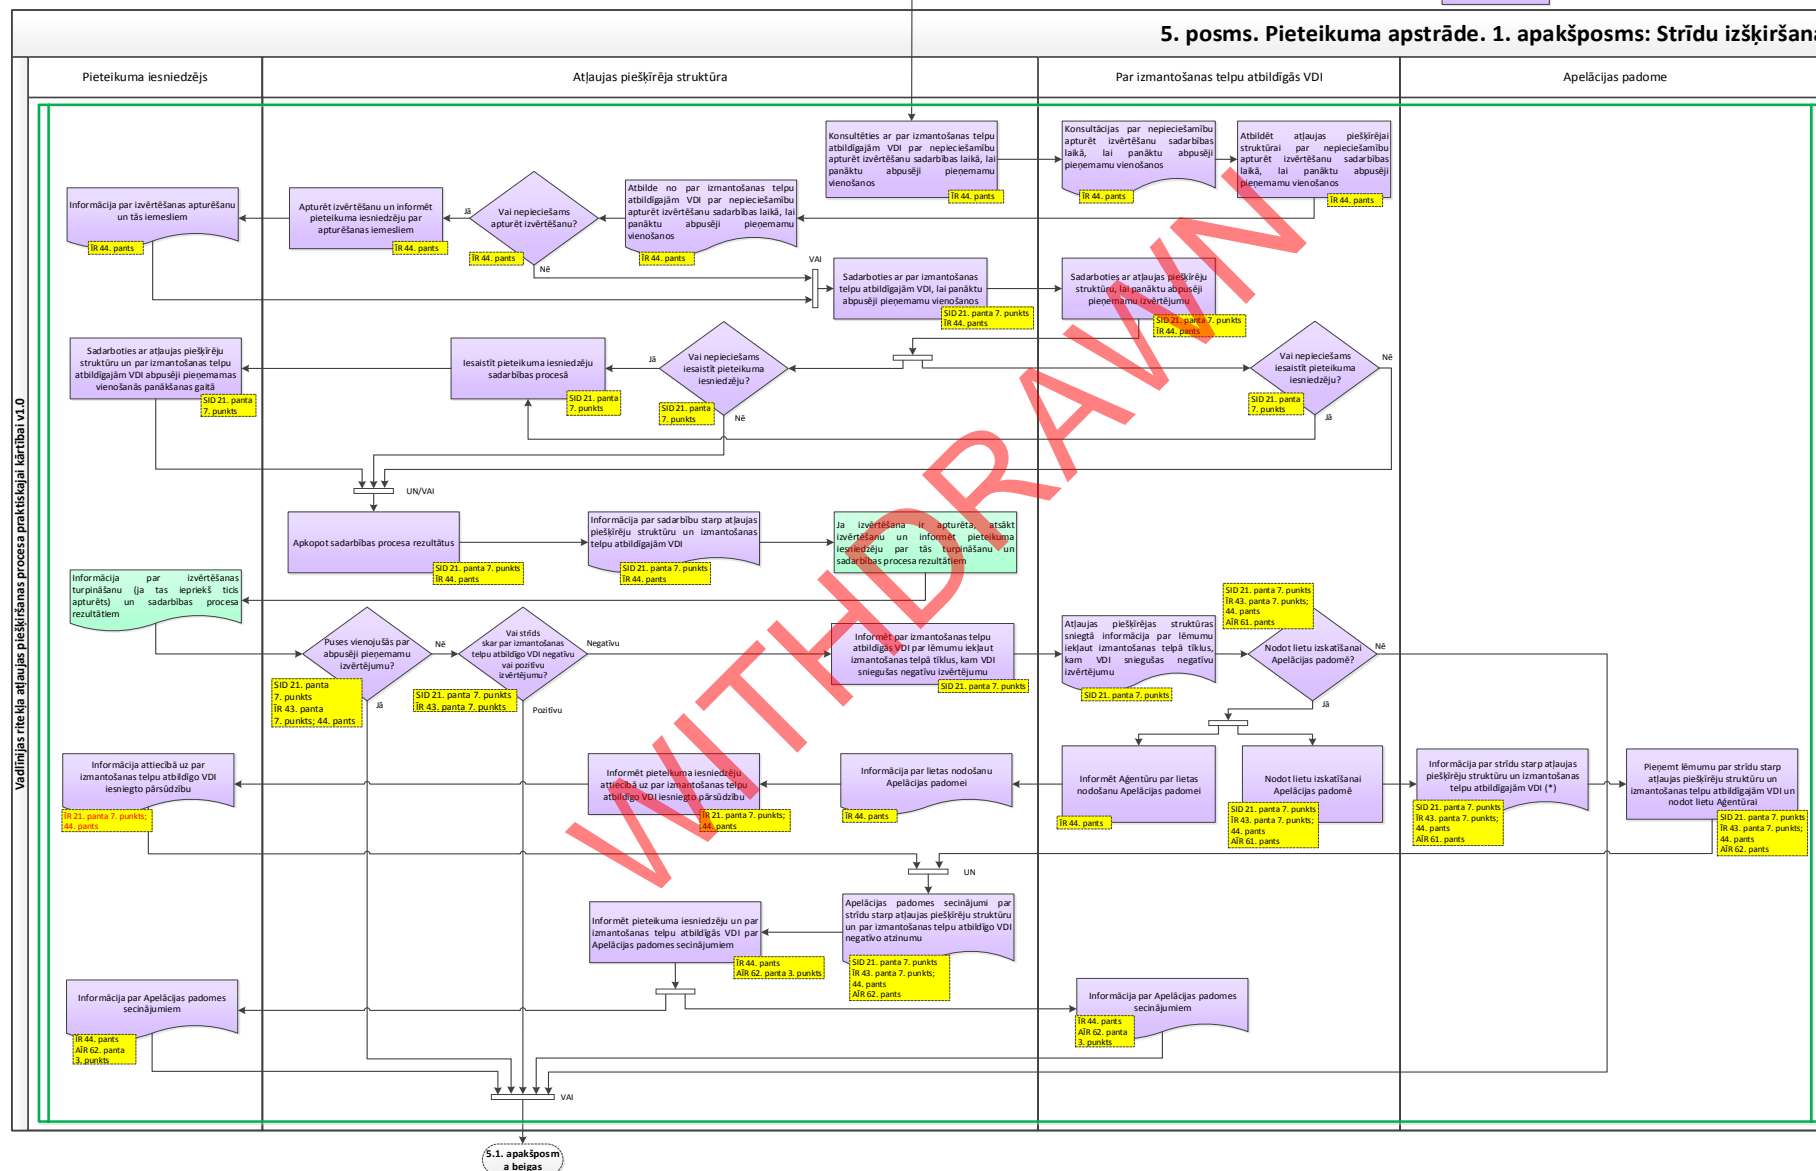 5. posms. Pieteikuma apstrāde. 1. apakšposms: Strīdu izšķiršana
Vadlīnijas ritekļa atļaujas piešķiršanas procesa praktiskajai kārtībai v1.0
Pieteikuma iesniedzējs
Atļaujas piešķīrēja struktūra
Par izmantošanas telpu atbildīgās VDI
Apelācijas padome
Konsultēties ar par izmantošanas telpu
atbildīgajām VDI par nepieciešamību
apturēt izvērtēšanu sadarbības laikā, lai
panāktu abpusēji pieņemamu
vienošanos
ĪR 44. pants
Konsultācijas par nepieciešamību
apturēt izvērtēšanu sadarbības
laikā, lai panāktu abpusēji
pieņemamu vienošanos
ĪR 44. pants
Atbildēt atļaujas piešķīrējai
struktūrai par nepieciešamību
apturēt izvērtēšanu sadarbības
laikā, lai panāktu abpusēji
pieņemamu vienošanos
ĪR 44. pants
Informācija par izvērtēšanas apturēšanu
un tās iemesliem
ĪR 44. pants
Apturēt izvērtēšanu un informēt
pieteikuma iesniedzēju par
apturēšanas iemesliem
ĪR 44. pants
Jā
Vai nepieciešams
apturēt izvērtēšanu?
ĪR 44. pants
Nē
Atbilde no par izmantošanas telpu
atbildīgajām VDI par nepieciešamību
apturēt izvērtēšanu sadarbības laikā, lai
panāktu abpusēji pieņemamu
vienošanos
ĪR 44. pants
VAI
Sadarboties ar par izmantošanas
telpu atbildīgajām VDI, lai panāktu
abpusēji pieņemamu vienošanos
SID 21. panta 7. punkts
ĪR 44. pants
Sadarboties ar atļaujas piešķīrēju
struktūru, lai panāktu abpusēji
pieņemamu izvērtējumu
SID 21. panta 7. punkts
ĪR 44. pants
Sadarboties ar atļaujas piešķīrēju
struktūru un par izmantošanas telpu
atbildīgajām VDI abpusēji pieņemamas
vienošanās panākšanas gaitā
SID 21. panta
7. punkts
Iesaistīt pieteikuma iesniedzēju
sadarbības procesā
SID 21. panta
7. punkts
Jā
Vai nepieciešams
iesaistīt pieteikuma
iesniedzēju?
SID 21. panta
7. punkts
Nē
Vai nepieciešams
iesaistīt pieteikuma
iesniedzēju?
SID 21. panta
7. punkts
Nē
Jā
UN/VAI
Apkopot sadarbības procesa rezultātus
SID 21. panta 7. punkts
ĪR 44. pants
Informācija par sadarbību starp atļaujas
piešķīrēju struktūru un izmantošanas
telpu atbildīgajām VDI
SID 21. panta 7. punkts
ĪR 44. pants
Ja izvērtēšana ir apturēta, atsākt
izvērtēšanu un informēt pieteikuma
iesniedzēju par tās turpināšanu un
sadarbības procesa rezultātiem
Informācija par izvērtēšanas
turpināšanu (ja tas iepriekš ticis
apturēts) un sadarbības procesa
rezultātiem
Puses vienojušās par
abpusēji pieņemamu
izvērtējumu?
SID 21. panta
7. punkts
ĪR 43. panta
7. punkts; 44. pants
Nē
Jā
Vai strīds
skar par izmantošanas
telpu atbildīgo VDI negatīvu
vai pozitīvu
izvērtējumu?
SID 21. panta 7. punkts
ĪR 43. panta 7. punkts
Negatīvu
Pozitīvu
Informēt par izmantošanas telpu
atbildīgās VDI par lēmumu iekļaut
izmantošanas telpā tīklus, kam VDI
sniegušas negatīvu izvērtējumu
SID 21. panta 7. punkts
Atļaujas piešķīrējas struktūras
sniegtā informācija par lēmumu
iekļaut izmantošanas telpā tīklus,
kam VDI sniegušas negatīvu
izvērtējumu
SID 21. panta 7. punkts
SID 21. panta 7. punkts
ĪR 43. panta 7. punkts;
44. pants
AĪR 61. pants
Nodot lietu izskatīšanai
Apelācijas padomē?
Nē
Jā
Informācija attiecībā uz par
izmantošanas telpu atbildīgo VDI
iesniegto pārsūdzību
ĪR 21. panta 7. punkts;
44. pants
Informēt pieteikuma iesniedzēju
attiecībā uz par izmantošanas telpu
atbildīgo VDI iesniegto pārsūdzību
ĪR 21. panta 7. punkts;
44. pants
Informācija par lietas nodošanu
Apelācijas padomei
ĪR 44. pants
Informēt Aģentūru par lietas
nodošanu Apelācijas padomei
ĪR 44. pants
Nodot lietu izskatīšanai
Apelācijas padomē
SID 21. panta 7. punkts
ĪR 43. panta 7. punkts;
44. pants
AĪR 61. pants
Informācija par strīdu starp atļaujas
piešķīrēju struktūru un izmantošanas
telpu atbildīgajām VDI (*)
SID 21. panta 7. punkts
ĪR 43. panta 7. punkts;
44. pants
AĪR 61. pants
Pieņemt lēmumu par strīdu starp
atļaujas piešķīrēju struktūru un
izmantošanas telpu atbildīgajām VDI un
nodot lietu Aģentūrai
SID 21. panta 7. punkts
ĪR 43. panta 7. punkts;
44. pants
AĪR 62. pants
UN
Informēt pieteikuma iesniedzēju un par
izmantošanas telpu atbildīgās VDI par
Apelācijas padomes secinājumiem
ĪR 44. pants
AĪR 62. panta 3. punkts
Apelācijas padomes secinājumi par
strīdu starp atļaujas piešķīrēju struktūru
un par izmantošanas telpu atbildīgo VDI
negatīvo atzinumu
SID 21. panta 7. punkts
ĪR 43. panta 7. punkts;
44. pants
AĪR 62. pants
Informācija par Apelācijas padomes
secinājumiem
ĪR 44. pants
AĪR 62. panta
3. punkts
Informācija par Apelācijas padomes
secinājumiem
ĪR 44. pants
AĪR 62. panta
3. punkts
VAI
5.1. apakšposm
a beigas
WITHDRAWN